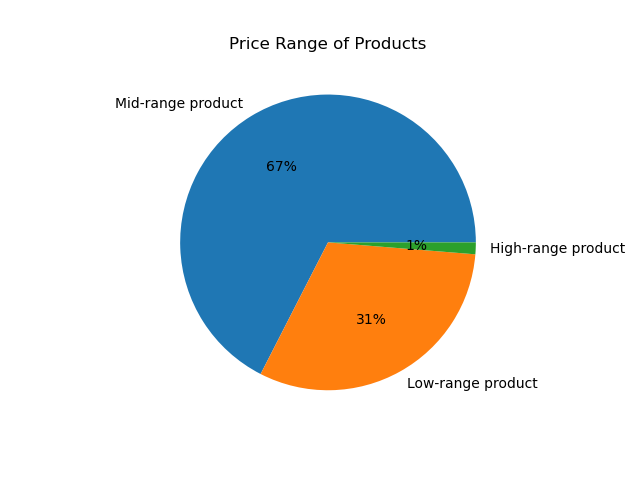 Price Range of Products
Mid-range product
67%
1%
High-range product
31%
Low-range product